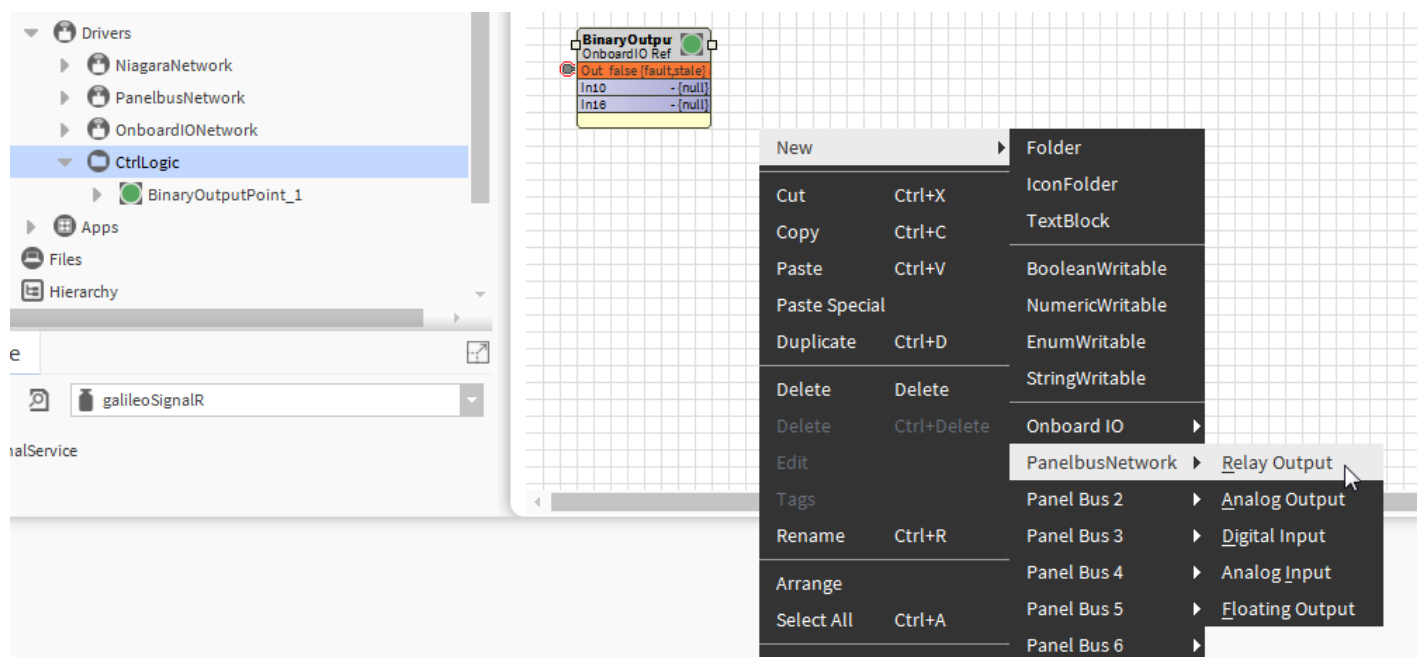 Drivers
NiagaraNetwork
PanelbusNetwork
OnboardIONetwork
CtrlLogic
BinaryOutputPoint_1
Apps
Files
Hierarchy
e
galileoSignalR
nalService
BinaryOutpu
OnboardIO Ref
Out false {fault,stale}
In10 - {null}
In16 - {null}
New
Cut Ctrl+X
Copy Ctrl+C
Paste Ctrl+V
Paste Special
Duplicate Ctrl+D
Delete Delete
Delete Ctrl+Delete
Edit
Tags
Rename Ctrl+R
Arrange
Select All Ctrl+A
Folder
IconFolder
TextBlock
BooleanWritable
NumericWritable
EnumWritable
StringWritable
Onboard IO
PanelbusNetwork
Panel Bus 2
Panel Bus 3
Panel Bus 4
Panel Bus 5
Panel Bus 6
Relay Output
Analog Output
Digital Input
Analog Input
Floating Output